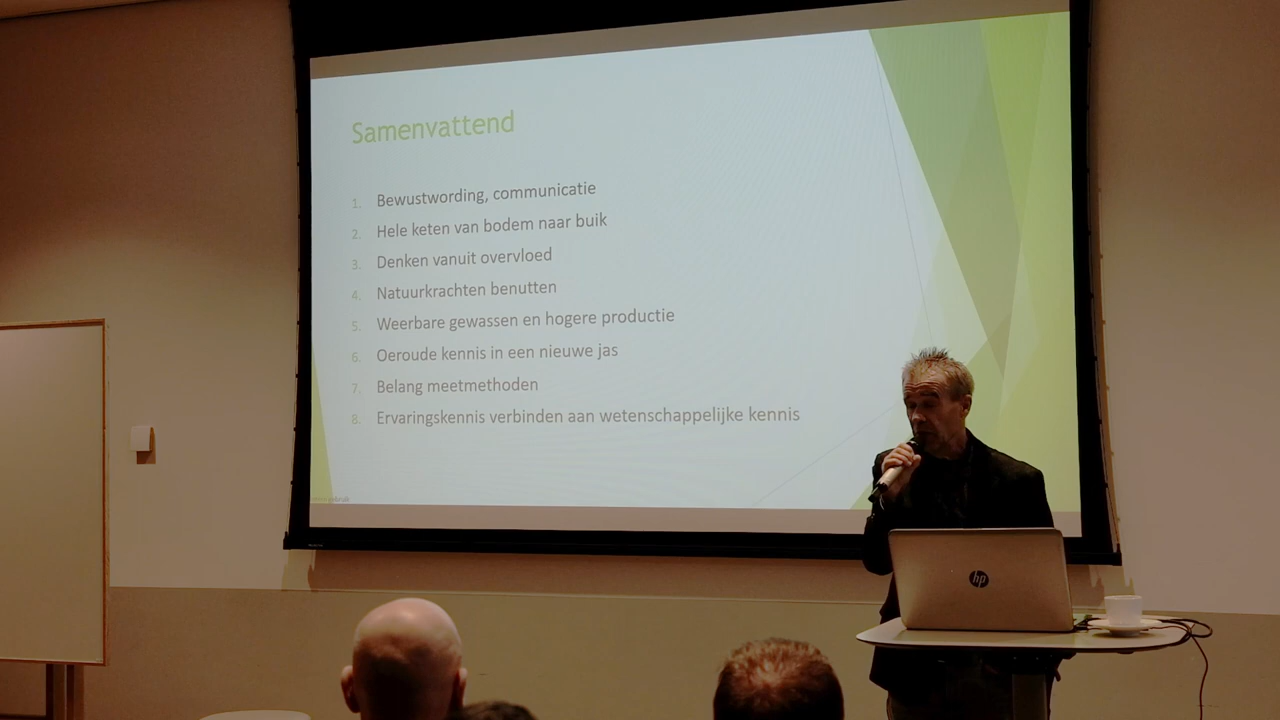 Samenvattend
1. Bewustwording, communicatie
2. Hele keten van bodem naar buik
3. Denken vanuit overvloed
4. Natuurkrachten benutten
5. Weerbare gewassen en hogere productie
6. Oeroude kennis in een nieuwe jas
7. Belang meetmethoden
8. Ervaringskennis verbinden aan wetenschappelijke kennis
hp